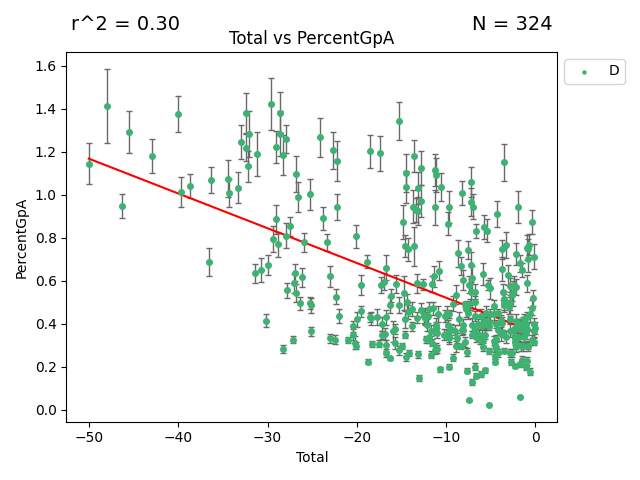 r^2 = 0.30
N = 324
Total vs PercentGpA
D
PercentGpA
1.6
1.4
1.2
1.0
0.8
0.6
0.4
0.2
0.0
−50
−40
−30
−20
−10
0
Total